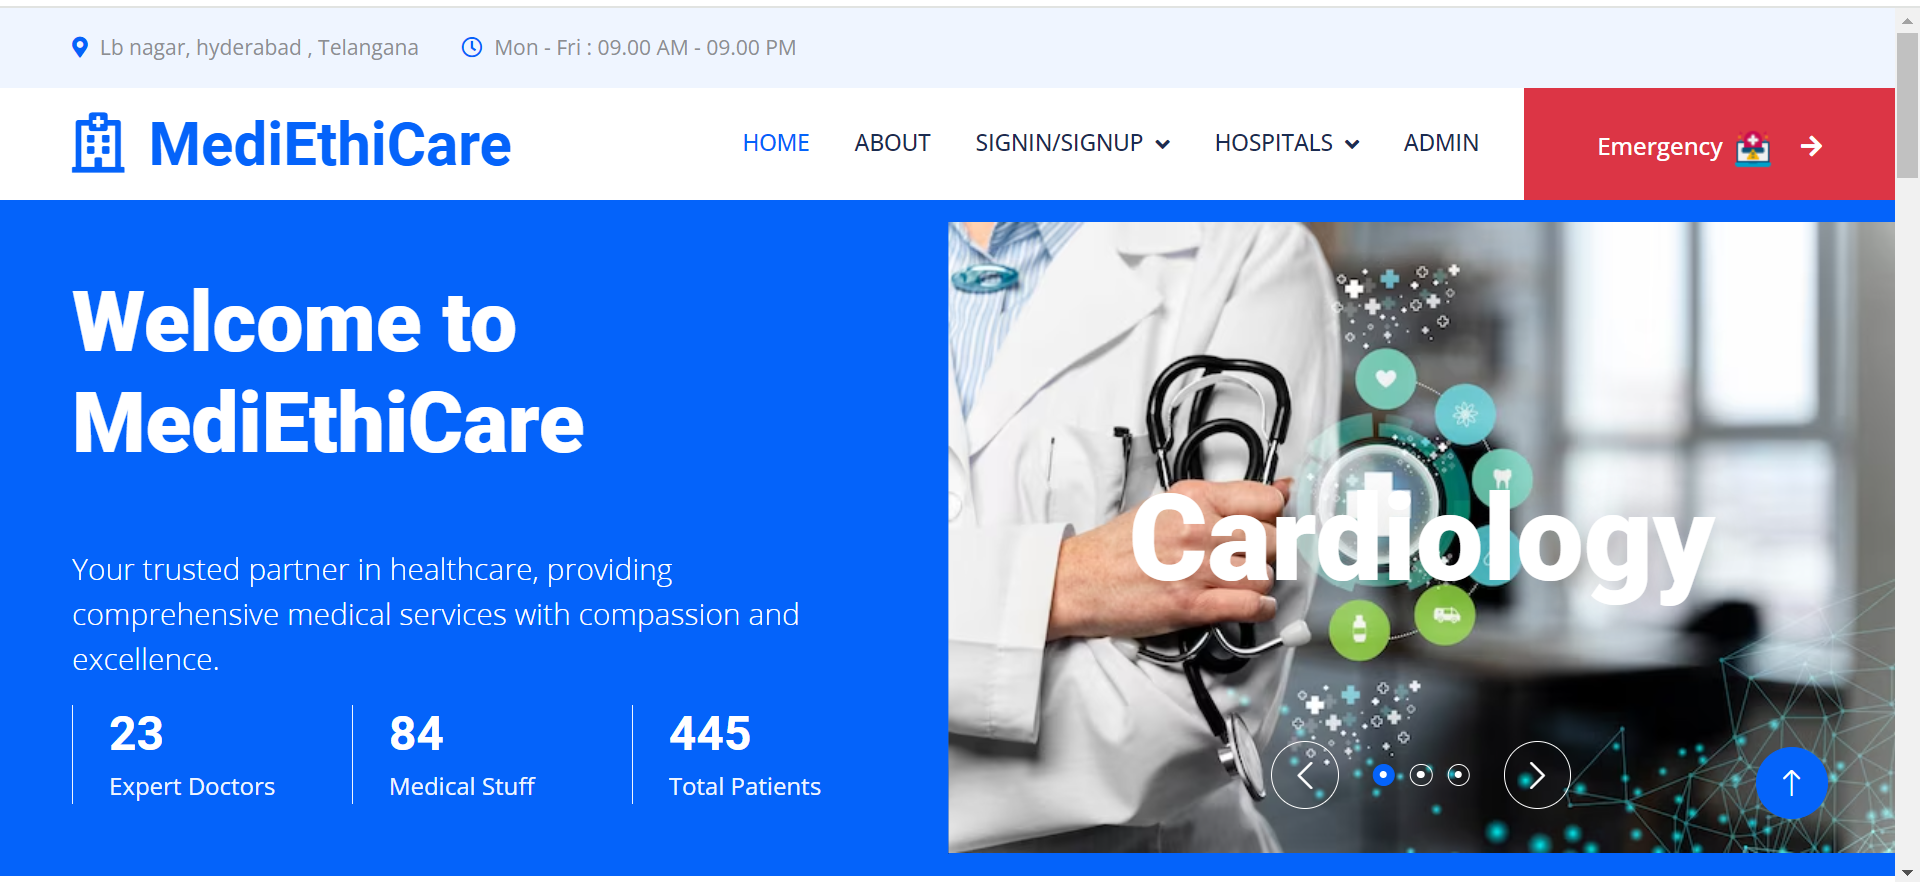 Lb nagar, hyderabad , Telangana
Mon - Fri : 09.00 AM - 09.00 PM
MediEthiCare
HOME
ABOUT
SIGNIN/SIGNUP
HOSPITALS
ADMIN
Emergency
Welcome to
MediEthiCare
Your trusted partner in healthcare, providing
comprehensive medical services with compassion and
excellence.
23
Expert Doctors
84
Medical Stuff
445
Total Patients
Cardiology